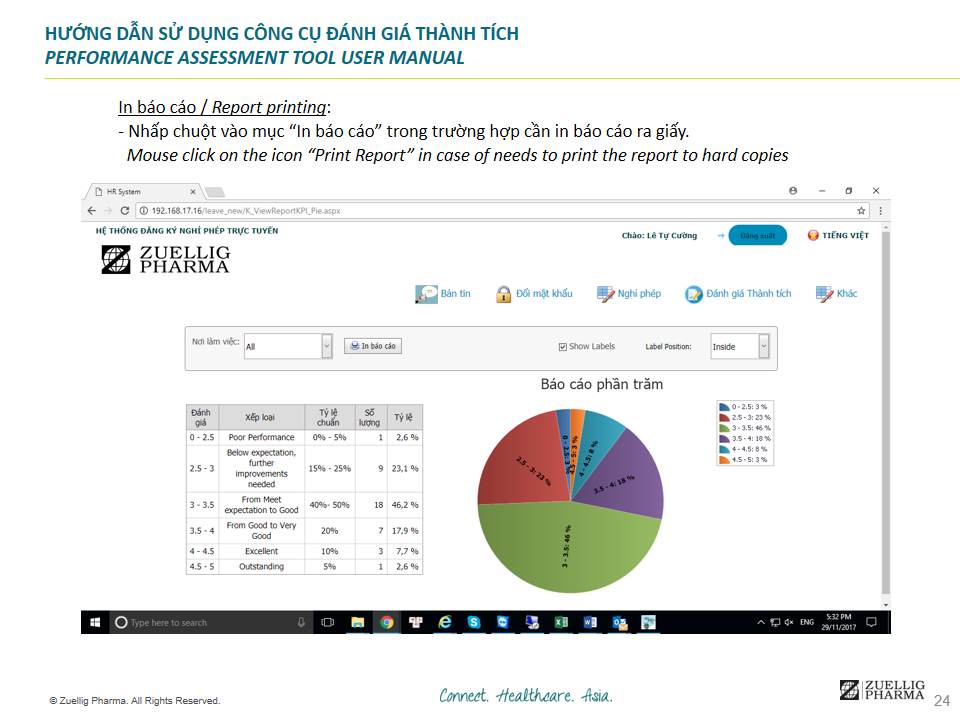 HƯỚNG DẪN SỬ DỤNG CÔNG CỤ ĐÁNH GIÁ THÀNH TÍCH
PERFORMANCE ASSESSMENT TOOL USER MANUAL
In báo cáo / Report printing:
- Nhấp chuột vào mục “In báo cáo” trong trường hợp cần in báo cáo ra giấy.
Mouse click on the icon “Print Report” in case of needs to print the report to hard copies
HR System
192.168.17.16/leave_new/K_ViewReportKPI_Pie.aspx
HỆ THỐNG ĐĂNG KÝ NGHỈ PHÉP TRỰC TUYẾN
Chào: Lê Tự Cường
Đăng xuất
TIẾNG VIỆT
ZUELLIG
PHARMA
Bản tin
Đổi mật khẩu
Nghỉ phép
Đánh giá Thành tích
Khác
Nơi làm việc:
All
In báo cáo
Show Labels
Label Position:
Inside
Báo cáo phần trăm
Đánh giá Xếp loại Tỷ lệ chuẩn Số lượng Tỷ lệ
0 - 2.5 Poor Performance 0% - 5% 1 2,6 %
2.5 - 3 Below expectation, further improvements needed 15% - 25% 9 23,1 %
3 - 3.5 From Meet expectation to Good 40%- 50% 18 46,2 %
3.5 - 4 From Good to Very Good 20% 7 17,9 %
4 - 4.5 Excellent 10% 3 7,7 %
4.5 - 5 Outstanding 5% 1 2,6 %
0 - 2.5: 3 %
4.5 - 5: 3 %
4 - 4.5: 8 %
2.5 - 3: 23 %
3.5 - 4: 18 %
3 - 3.5: 46 %
0 - 2.5: 3 %
2.5 - 3: 23 %
3 - 3.5: 46 %
3.5 - 4: 18 %
4 - 4.5: 8 %
4.5 - 5: 3 %
Type here to search
ENG
5:32 PM
29/11/2017
© Zuellig Pharma. All Rights Reserved.
Connect. Healthcare. Asia.
ZUELLIG
PHARMA
24